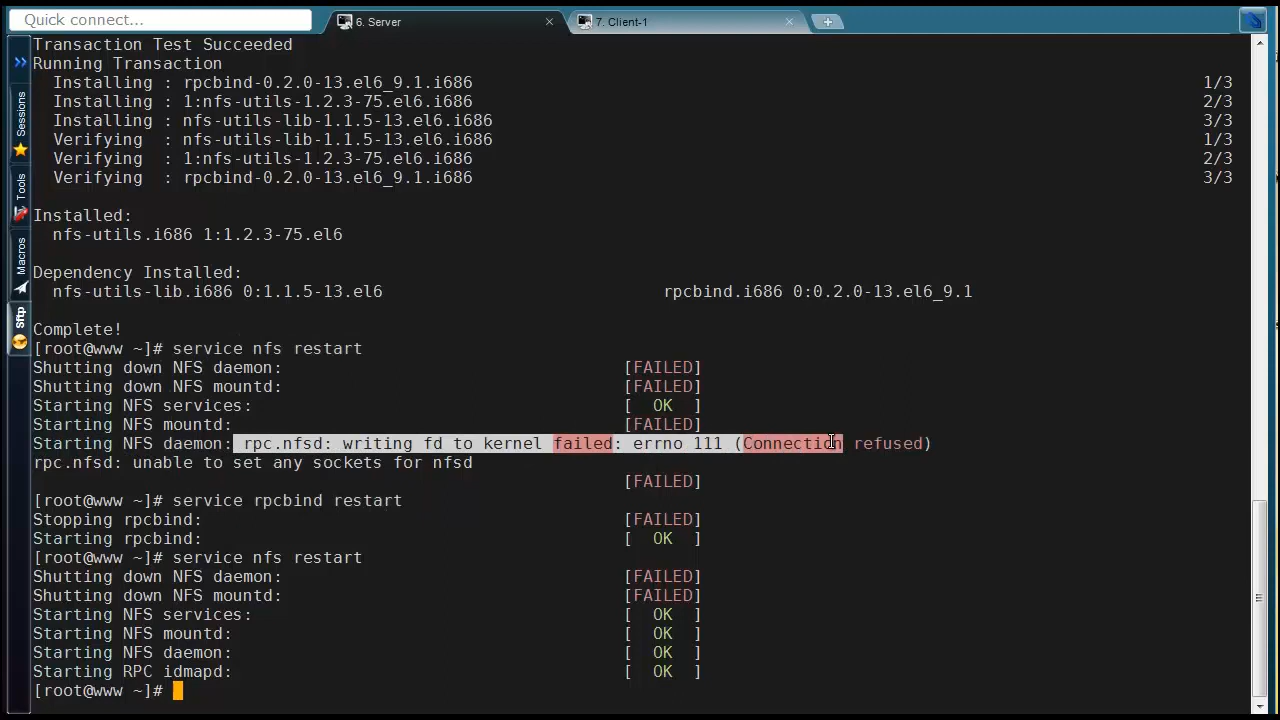 Quick connect...
6. Server
7. Client-1
Sessions
Tools
Macros
Sftp
Transaction Test Succeeded
Running Transaction
Installing : rpcbind-0.2.0-13.el6_9.1.i686 1/3
Installing : 1:nfs-utils-1.2.3-75.el6.i686 2/3
Installing : nfs-utils-lib-1.1.5-13.el6.i686 3/3
Verifying : nfs-utils-lib-1.1.5-13.el6.i686 1/3
Verifying : 1:nfs-utils-1.2.3-75.el6.i686 2/3
Verifying : rpcbind-0.2.0-13.el6_9.1.i686 3/3
Installed:
nfs-utils.i686 1:1.2.3-75.el6
Dependency Installed:
nfs-utils-lib.i686 0:1.1.5-13.el6 rpcbind.i686 0:0.2.0-13.el6_9.1
Complete!
[root@www ~]# service nfs restart
Shutting down NFS daemon: [FAILED]
Shutting down NFS mountd: [FAILED]
Starting NFS services: [ OK ]
Starting NFS mountd: [FAILED]
Starting NFS daemon: rpc.nfsd: writing fd to kernel failed: errno 111 (Connection refused)
rpc.nfsd: unable to set any sockets for nfsd
[FAILED]
[root@www ~]# service rpcbind restart
Stopping rpcbind: [FAILED]
Starting rpcbind: [ OK ]
[root@www ~]# service nfs restart
Shutting down NFS daemon: [FAILED]
Shutting down NFS mountd: [FAILED]
Starting NFS services: [ OK ]
Starting NFS mountd: [ OK ]
Starting NFS daemon: [ OK ]
Starting RPC idmapd: [ OK ]
[root@www ~]#